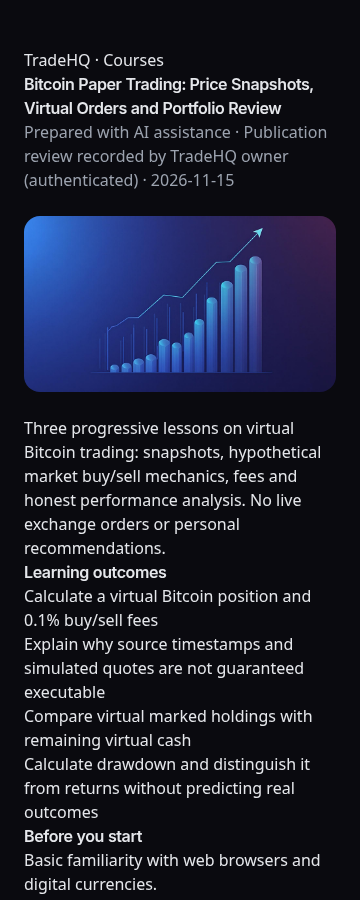 TradeHQ · Courses
Bitcoin Paper Trading: Price Snapshots,
Virtual Orders and Portfolio Review
Prepared with AI assistance · Publication
review recorded by TradeHQ owner
(authenticated) · 2026-11-15
Three progressive lessons on virtual
Bitcoin trading: snapshots, hypothetical
market buy/sell mechanics, fees and
honest performance analysis. No live
exchange orders or personal
recommendations.
Learning outcomes
Calculate a virtual Bitcoin position and
0.1% buy/sell fees
Explain why source timestamps and
simulated quotes are not guaranteed
executable
Compare virtual marked holdings with
remaining virtual cash
Calculate drawdown and distinguish it
from returns without predicting real
outcomes
Before you start
Basic familiarity with web browsers and
digital currencies.